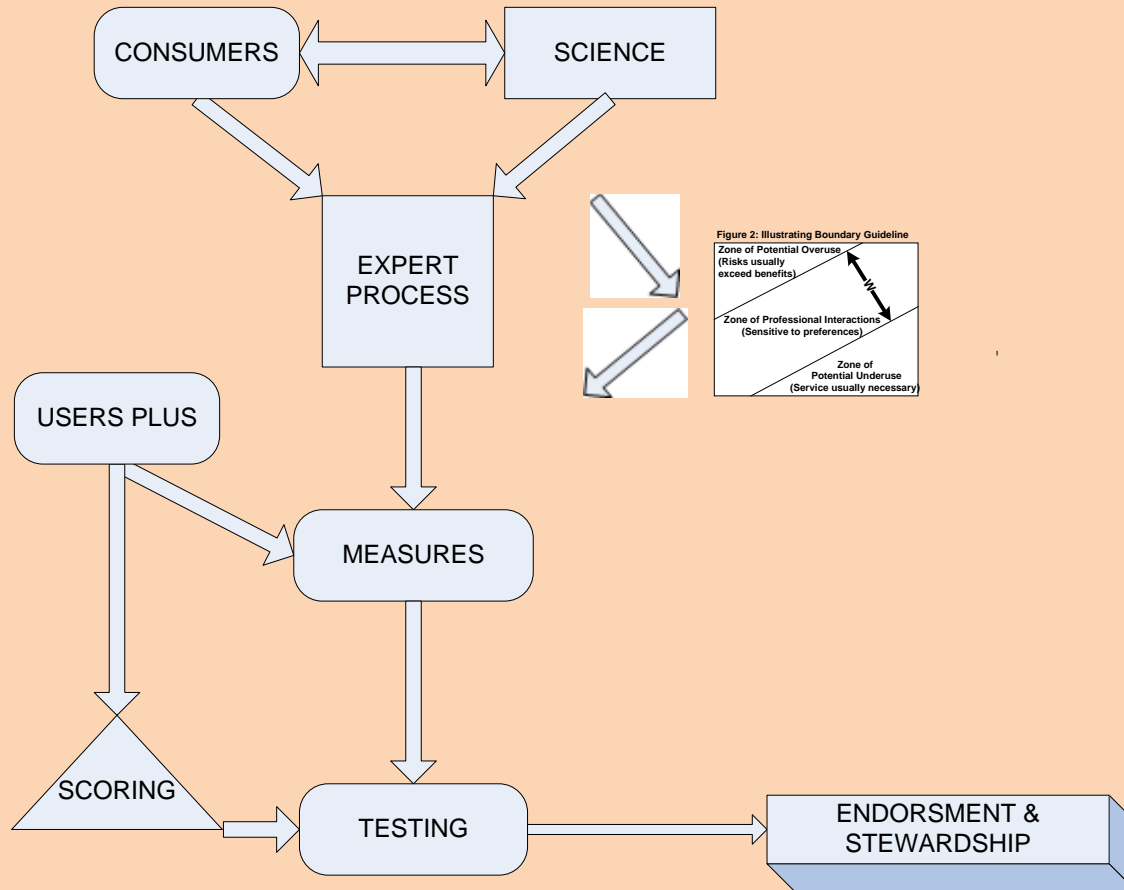 CONSUMERS
SCIENCE
EXPERT
PROCESS
Figure 2: Illustrating Boundary Guideline
Zone of Potential Overuse
(Risks usually
exceed benefits)
W
Zone of Professional Interactions
(Sensitive to preferences)
Zone of
Potential Underuse
(Service usually necessary)
USERS PLUS
MEASURES
SCORING
TESTING
ENDORSMENT &
STEWARDSHIP